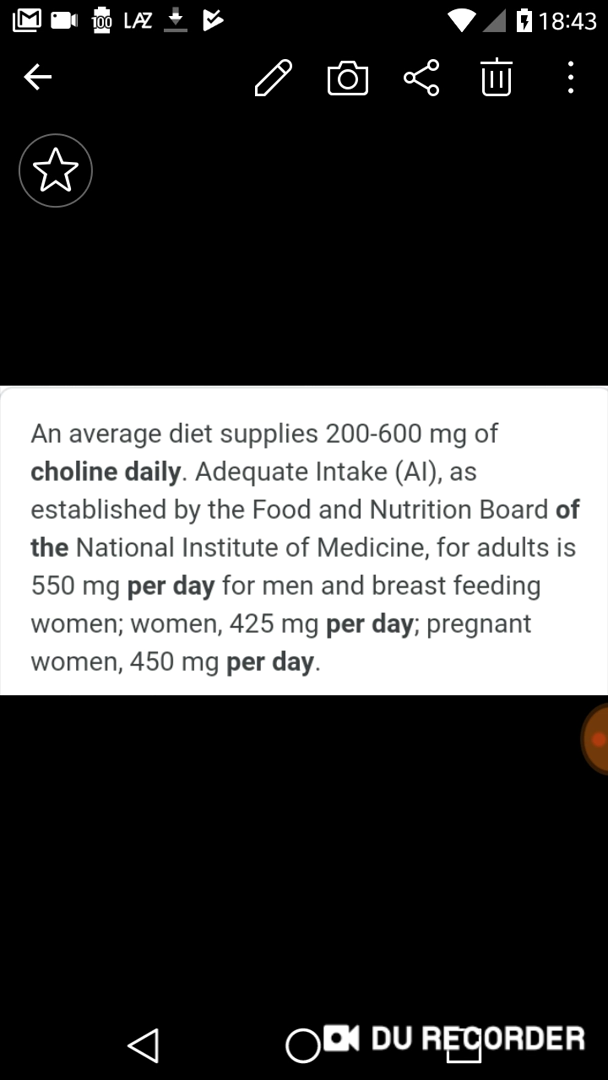 100 LAZ 18:43
An average diet supplies 200-600 mg of
choline daily. Adequate Intake (AI), as
established by the Food and Nutrition Board of
the National Institute of Medicine, for adults is
550 mg per day for men and breast feeding
women; women, 425 mg per day; pregnant
women, 450 mg per day.
DU RECORDER